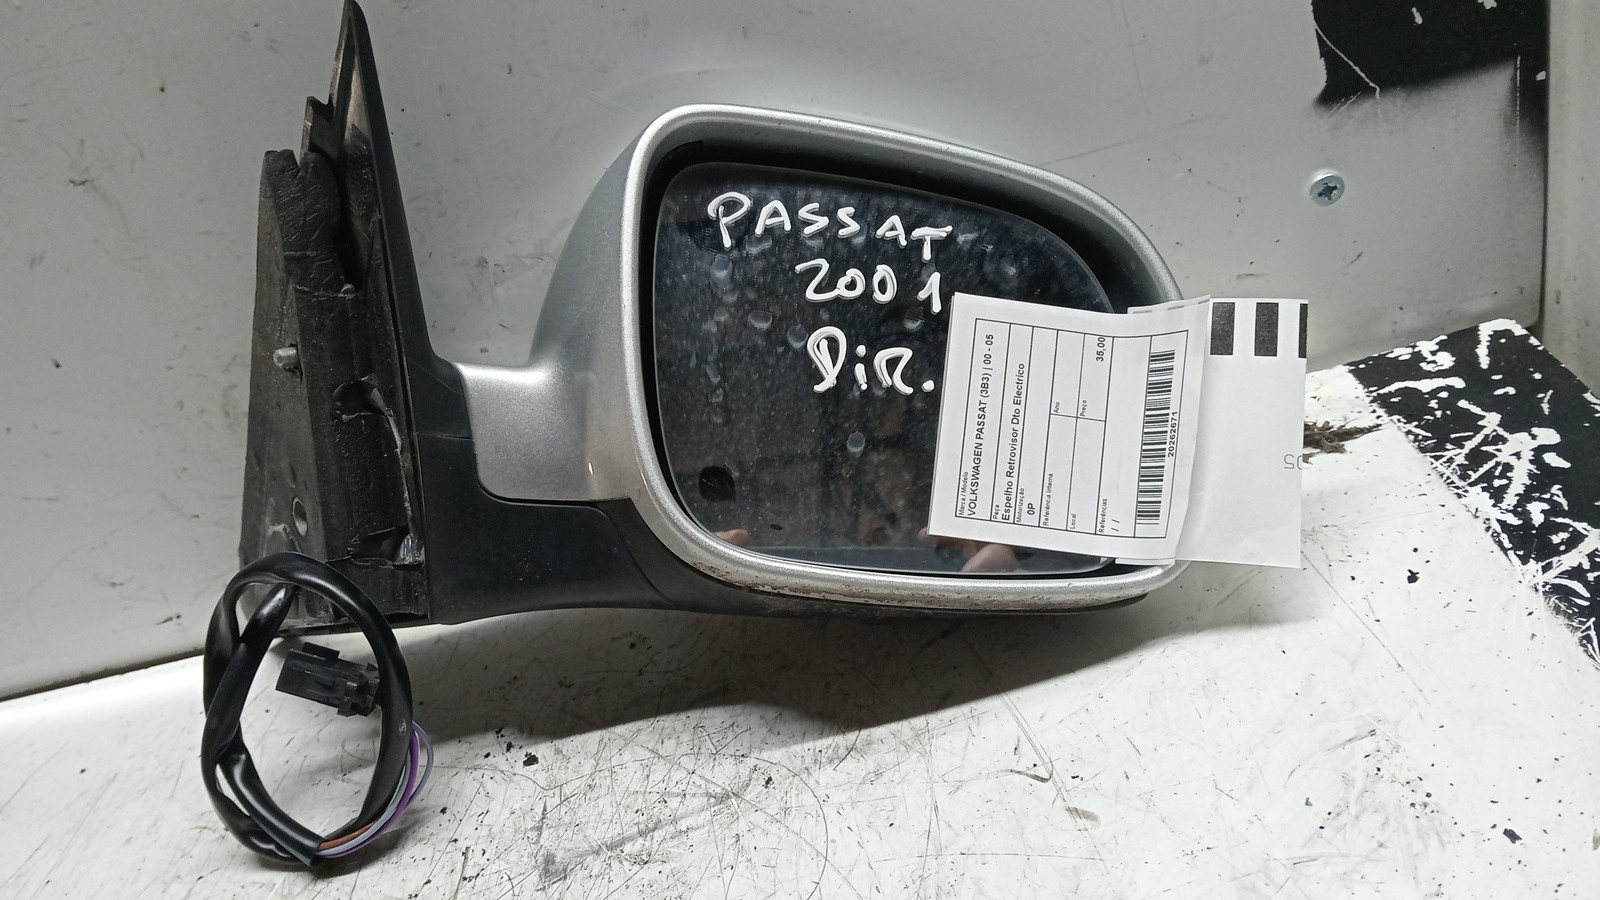 PASSAT
2001
DiR.
Marca / Modelo
VOLKSWAGEN PASSAT (3B3) | 00 - 05
Peça
Espelho Retrovisor Dto Electrico
Motorização
0P
Referência Interna
Ano
Local
Preço
35,00
Referências
/ /
20262671